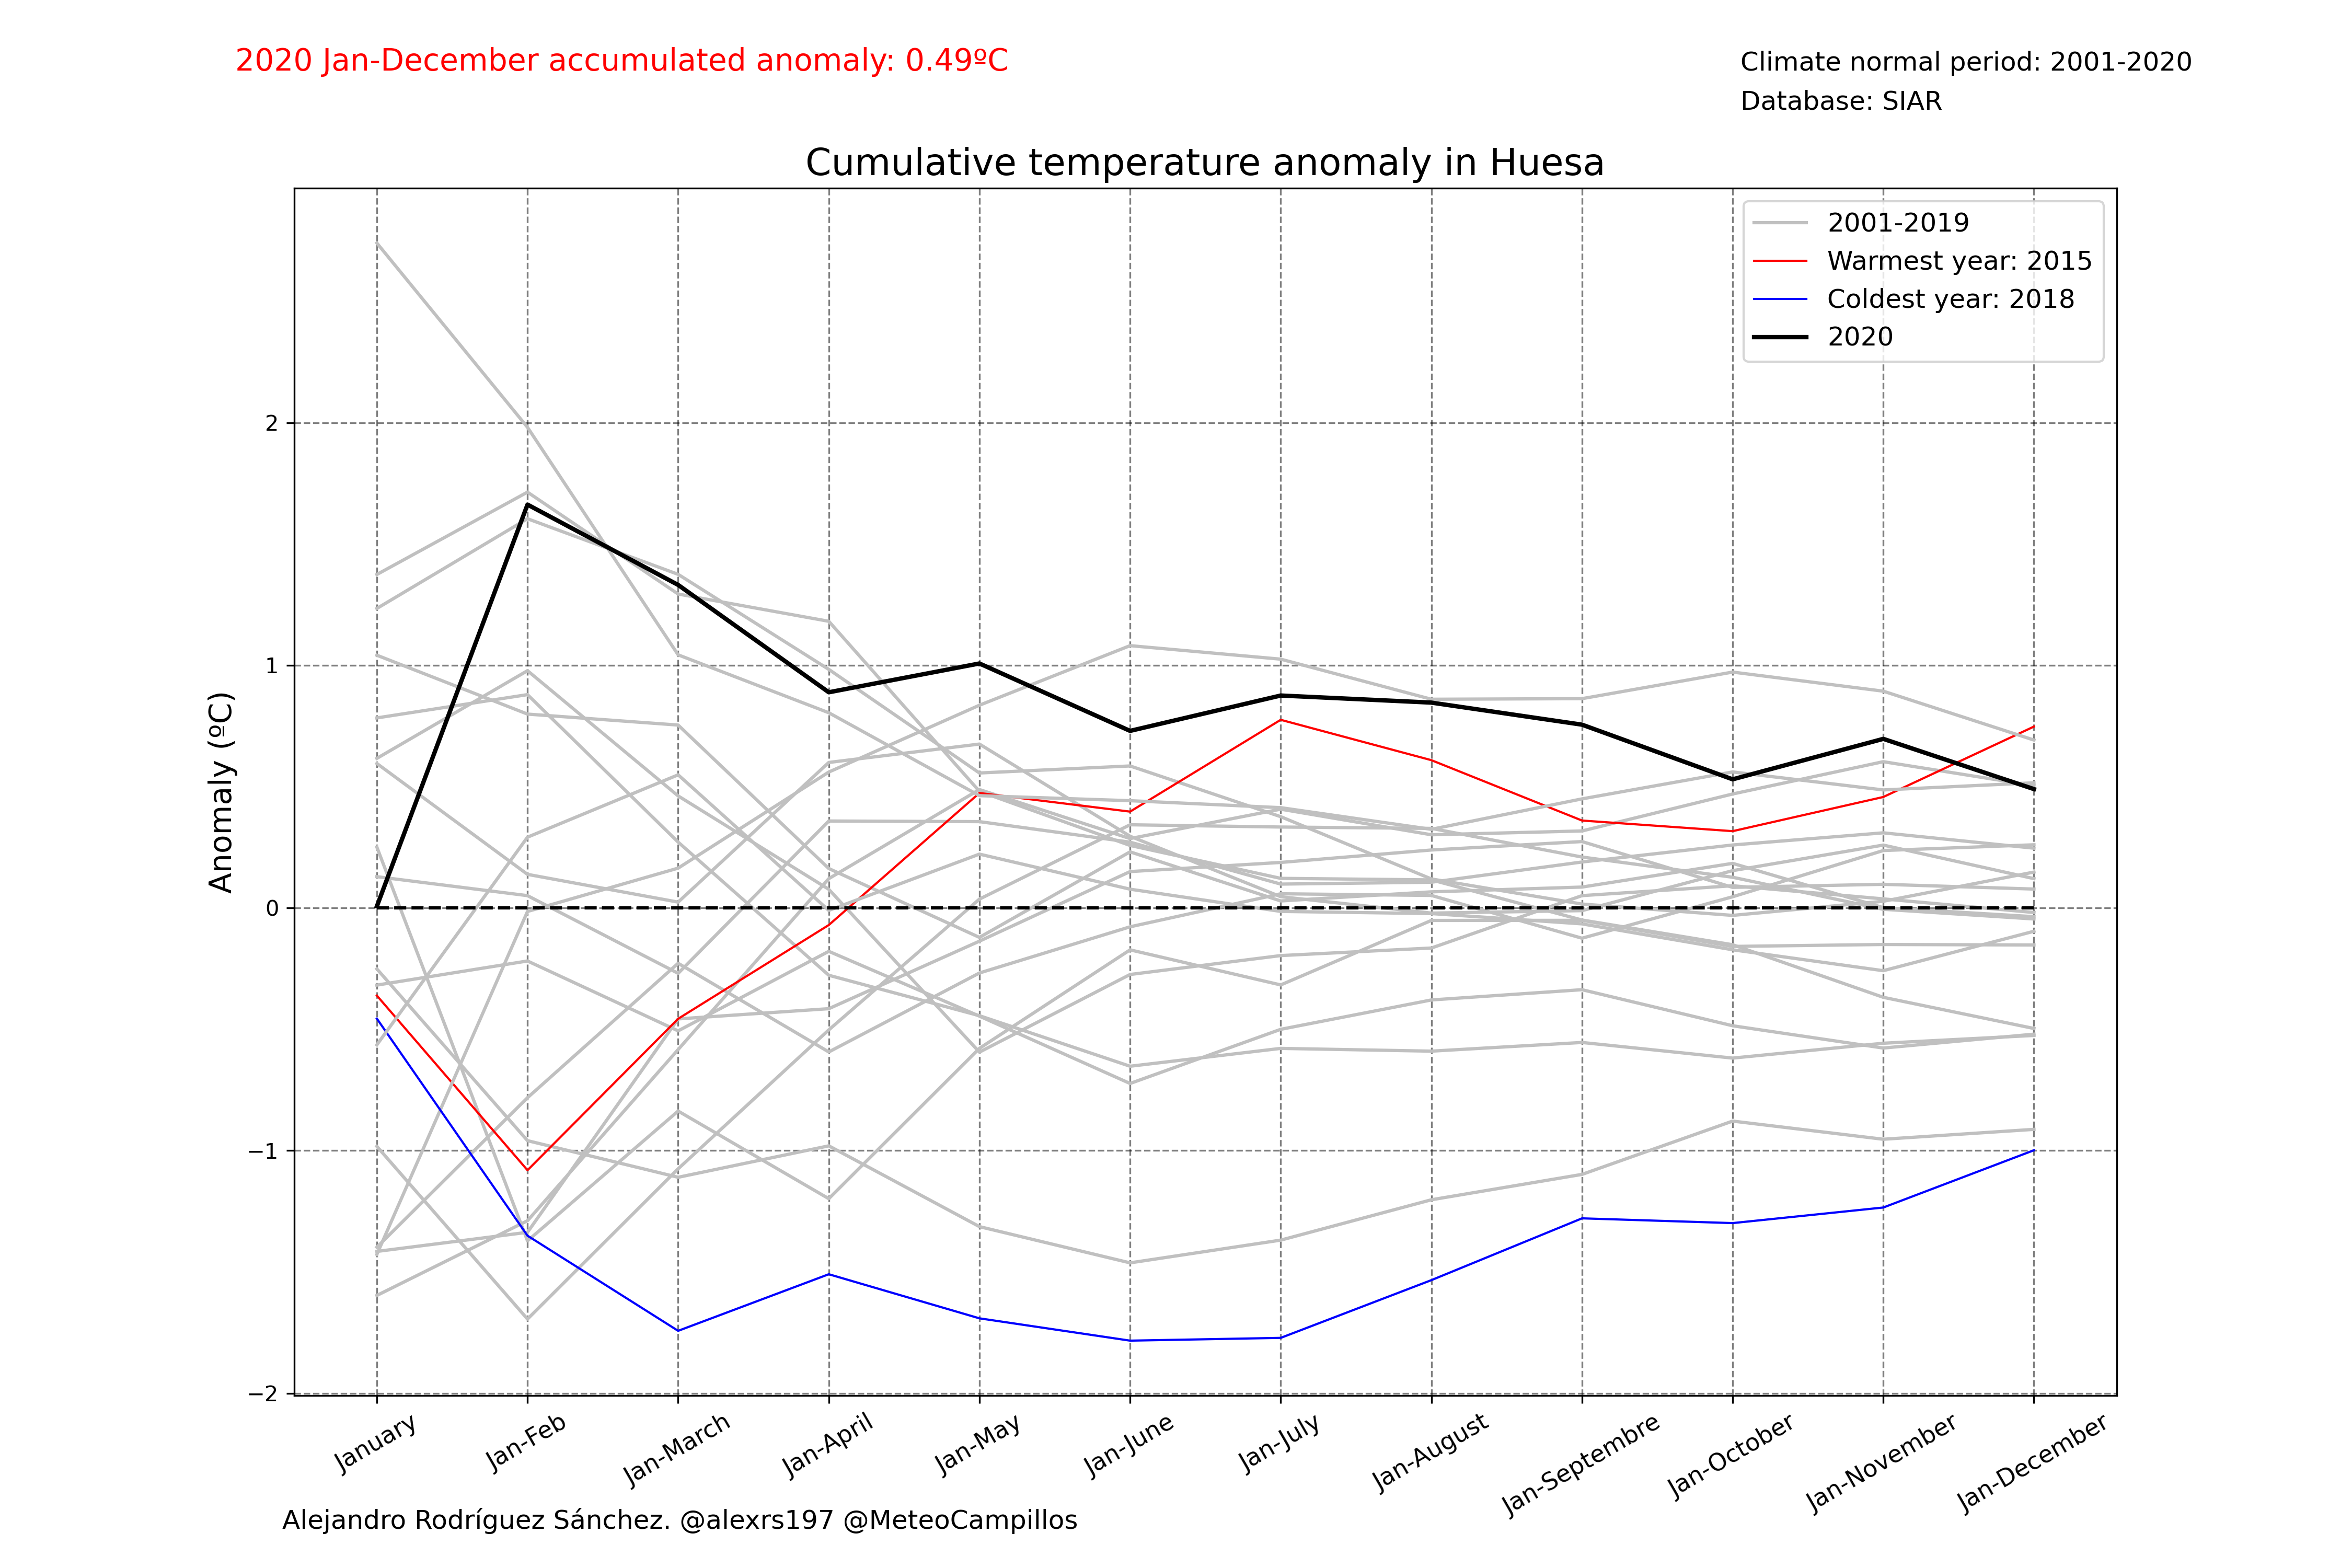 2020 Jan-December accumulated anomaly: 0.49ºC
Climate normal period: 2001-2020
Database: SIAR
Cumulative temperature anomaly in Huesa
2001-2019
Warmest year: 2015
Coldest year: 2018
2020
Anomaly (ºC)
2
1
0
−1
−2
January
Jan-Feb
Jan-March
Jan-April
Jan-May
Jan-June
Jan-July
Jan-August
Jan-Septembre
Jan-October
Jan-November
Jan-December
Alejandro Rodríguez Sánchez. @alexrs197 @MeteoCampillos